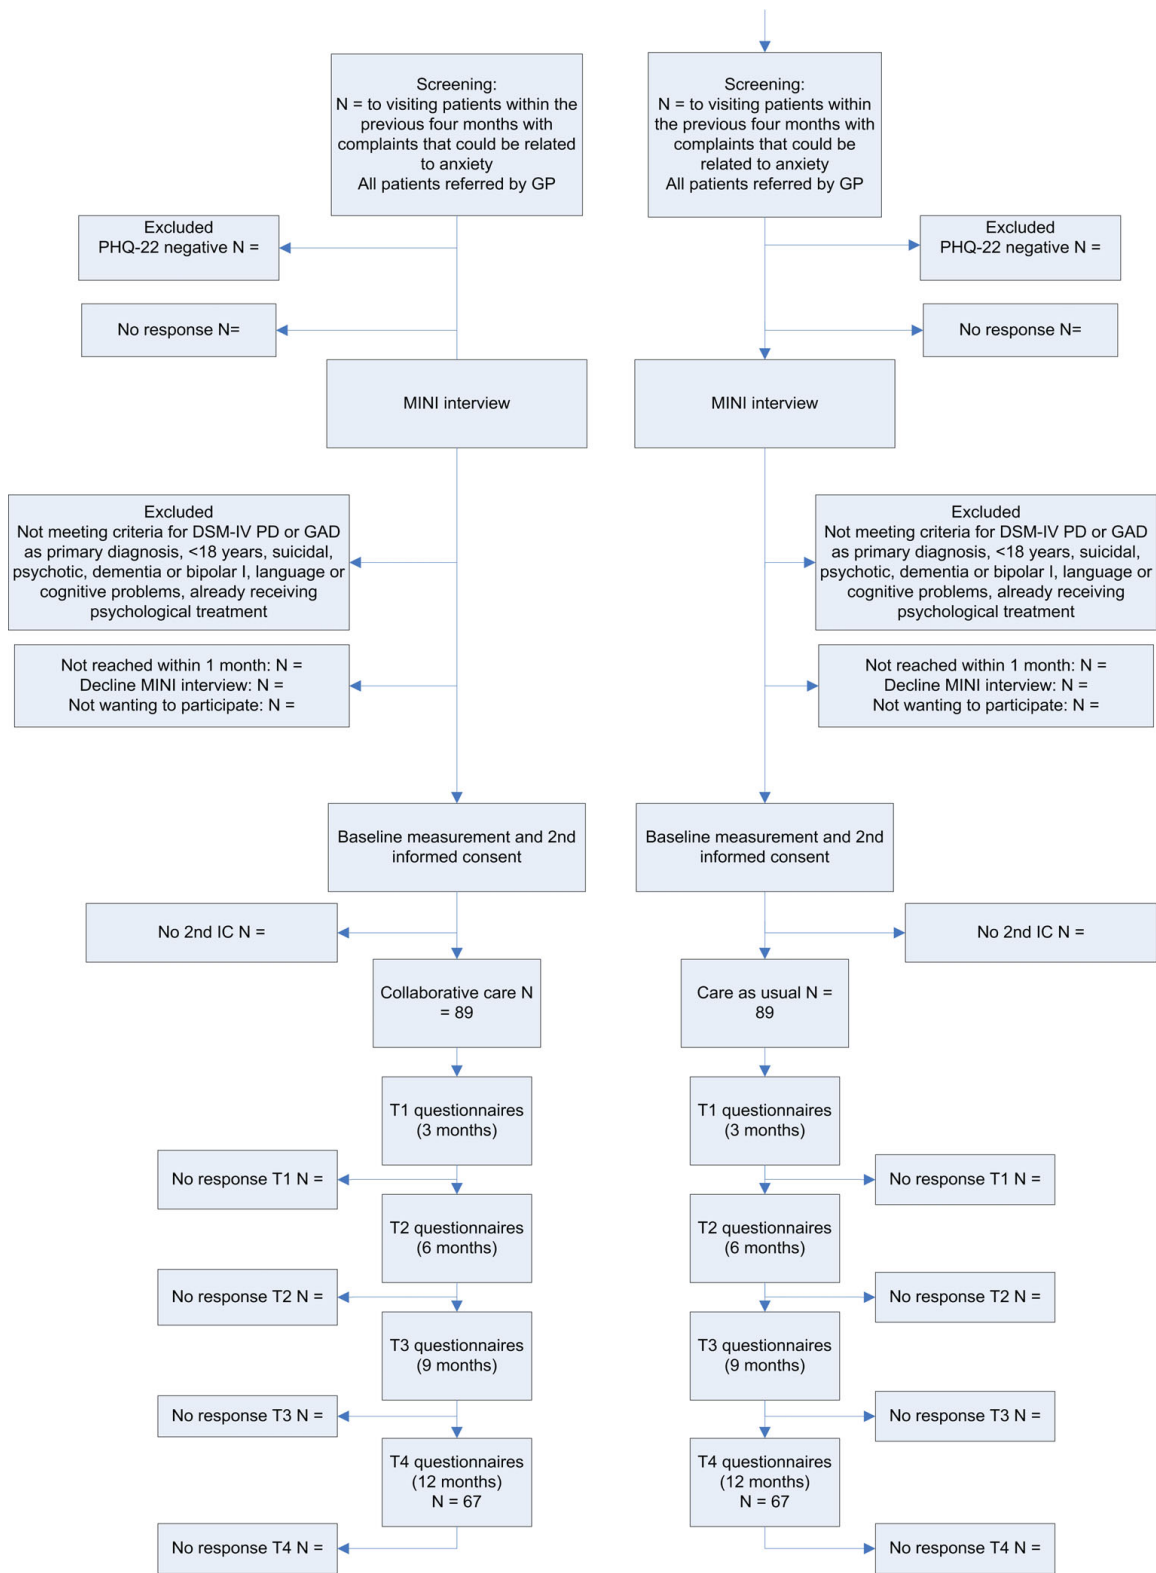 Screening:
N = to visiting patients within the
previous four months with
complaints that could be related
to anxiety
All patients referred by GP
Screening:
N = to visiting patients within
the previous four months with
complaints that could be
related to anxiety
All patients referred by GP
Excluded
PHQ-22 negative N =
Excluded
PHQ-22 negative N =
No response N=
No response N=
MINI interview
MINI interview
Excluded
Not meeting criteria for DSM-IV PD or GAD
as primary diagnosis, <18 years, suicidal,
psychotic, dementia or bipolar I, language or
cognitive problems, already receiving
psychological treatment
Excluded
Not meeting criteria for DSM-IV PD or GAD
as primary diagnosis, <18 years, suicidal,
psychotic, dementia or bipolar I, language or
cognitive problems, already receiving
psychological treatment
Not reached within 1 month: N =
Decline MINI interview: N =
Not wanting to participate: N =
Not reached within 1 month: N =
Decline MINI interview: N =
Not wanting to participate: N =
Baseline measurement and 2nd
informed consent
Baseline measurement and 2nd
informed consent
No 2nd IC N =
No 2nd IC N =
Collaborative care N
= 89
Care as usual N =
89
T1 questionnaires
(3 months)
T1 questionnaires
(3 months)
No response T1 N =
No response T1 N =
T2 questionnaires
(6 months)
T2 questionnaires
(6 months)
No response T2 N =
No response T2 N =
T3 questionnaires
(9 months)
T3 questionnaires
(9 months)
No response T3 N =
No response T3 N =
T4 questionnaires
(12 months)
N = 67
T4 questionnaires
(12 months)
N = 67
No response T4 N =
No response T4 N =